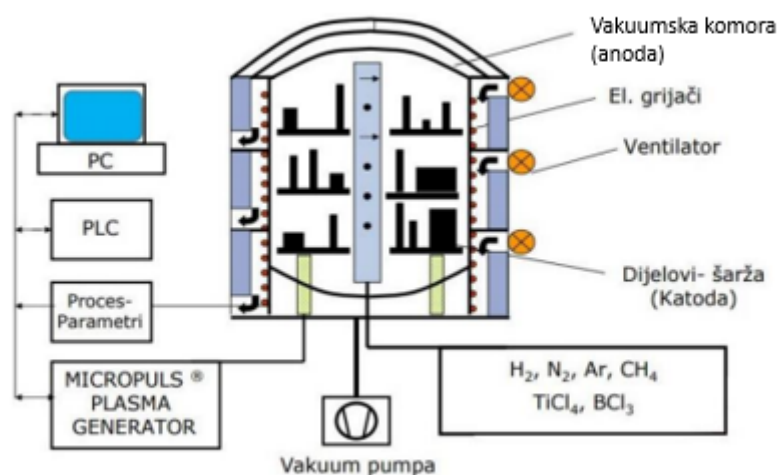 Vakuumska komora
(anoda)
El. grijači
Ventilator
Dijelovi- šarža
(Katoda)
PC
PLC
Proces-
Parametri
MICROPULS ®
PLASMA
GENERATOR
H₂, N₂, Ar, CH₄
TiCl₄, BCl₃
Vakuum pumpa